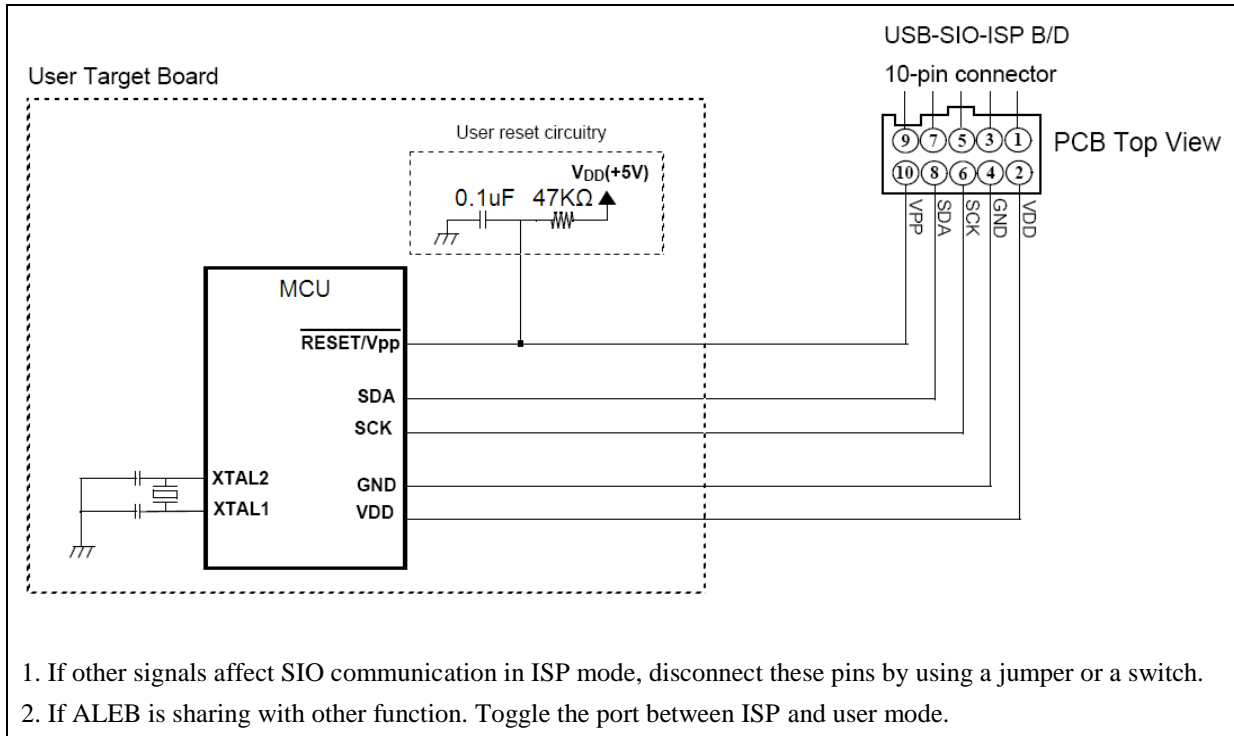 USB-SIO-ISP B/D
User Target Board
10-pin connector
User reset circuitry
VDD(+5V)
0.1uF 47KΩ
9 7 5 3 1
PCB Top View
10 8 6 4 2
VPP
SDA
SCK
GND
VDD
MCU
RESET/Vpp
SDA
SCK
XTAL2
GND
XTAL1
VDD
1. If other signals affect SIO communication in ISP mode, disconnect these pins by using a jumper or a switch.
2. If ALEB is sharing with other function. Toggle the port between ISP and user mode.